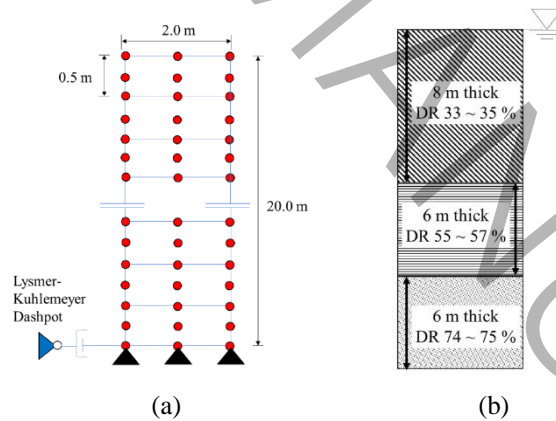 2.0 m
0.5 m
20.0 m
Lysmer-
Kuhlemeyer
Dashpot
(a)
8 m thick
DR 33 ~ 35 %
6 m thick
DR 55 ~ 57 %
6 m thick
DR 74 ~ 75 %
(b)